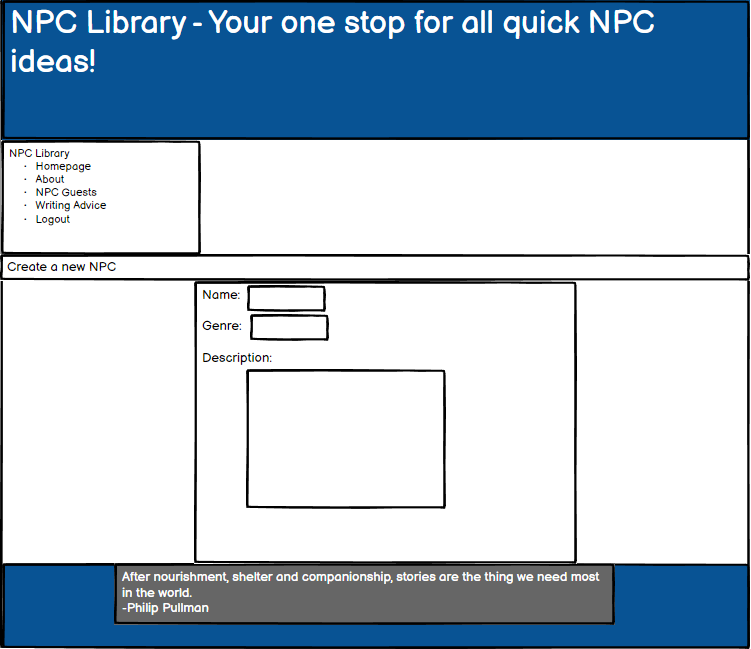 NPC Library - Your one stop for all quick NPC
ideas!
NPC Library
· Homepage
· About
· NPC Guests
· Writing Advice
· Logout
Create a new NPC
Name:
Genre:
Description:
After nourishment, shelter and companionship, stories are the thing we need most
in the world.
-Philip Pullman